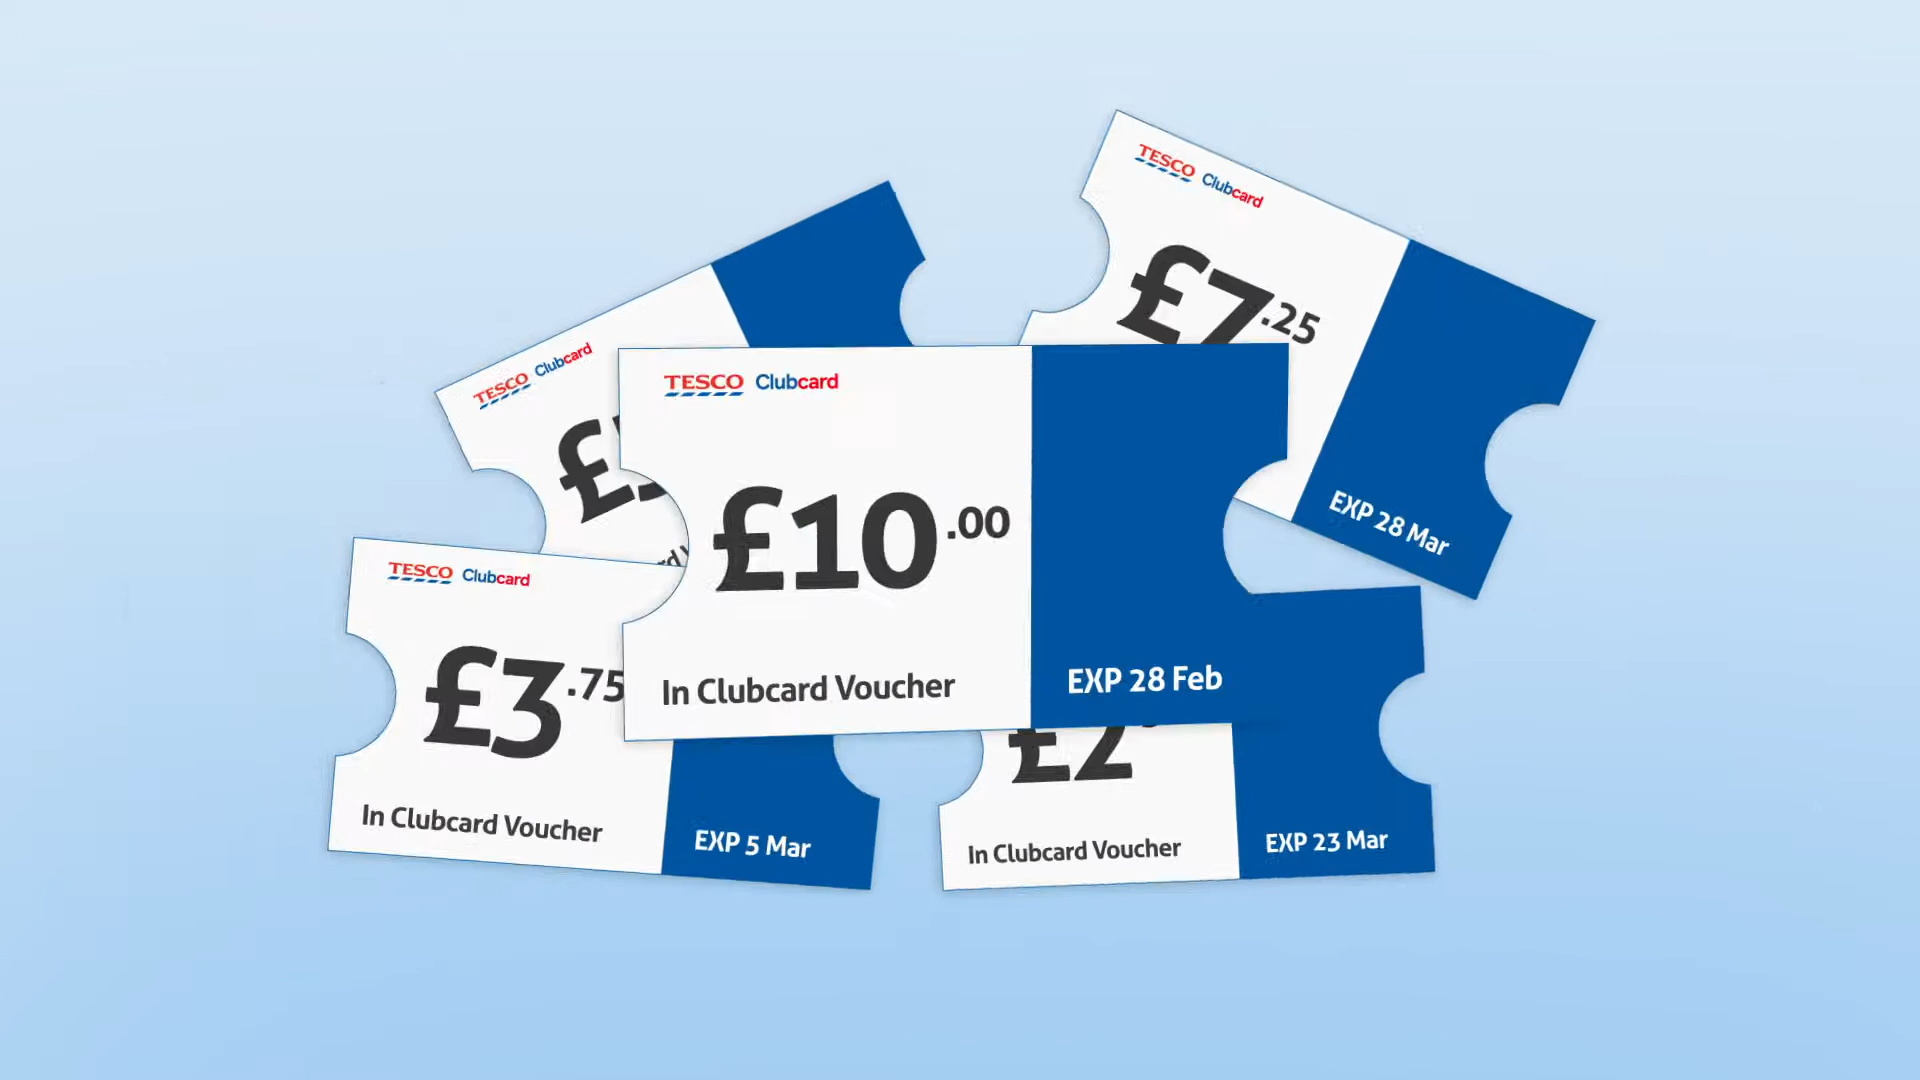 TESCO Clubcard
£7.25
EXP 28 Mar
TESCO Clubcard
£
TESCO Clubcard
£10.00
In Clubcard Voucher
EXP 28 Feb
TESCO Clubcard
£3.75
In Clubcard Voucher
EXP 5 Mar
£2
In Clubcard Voucher
EXP 23 Mar